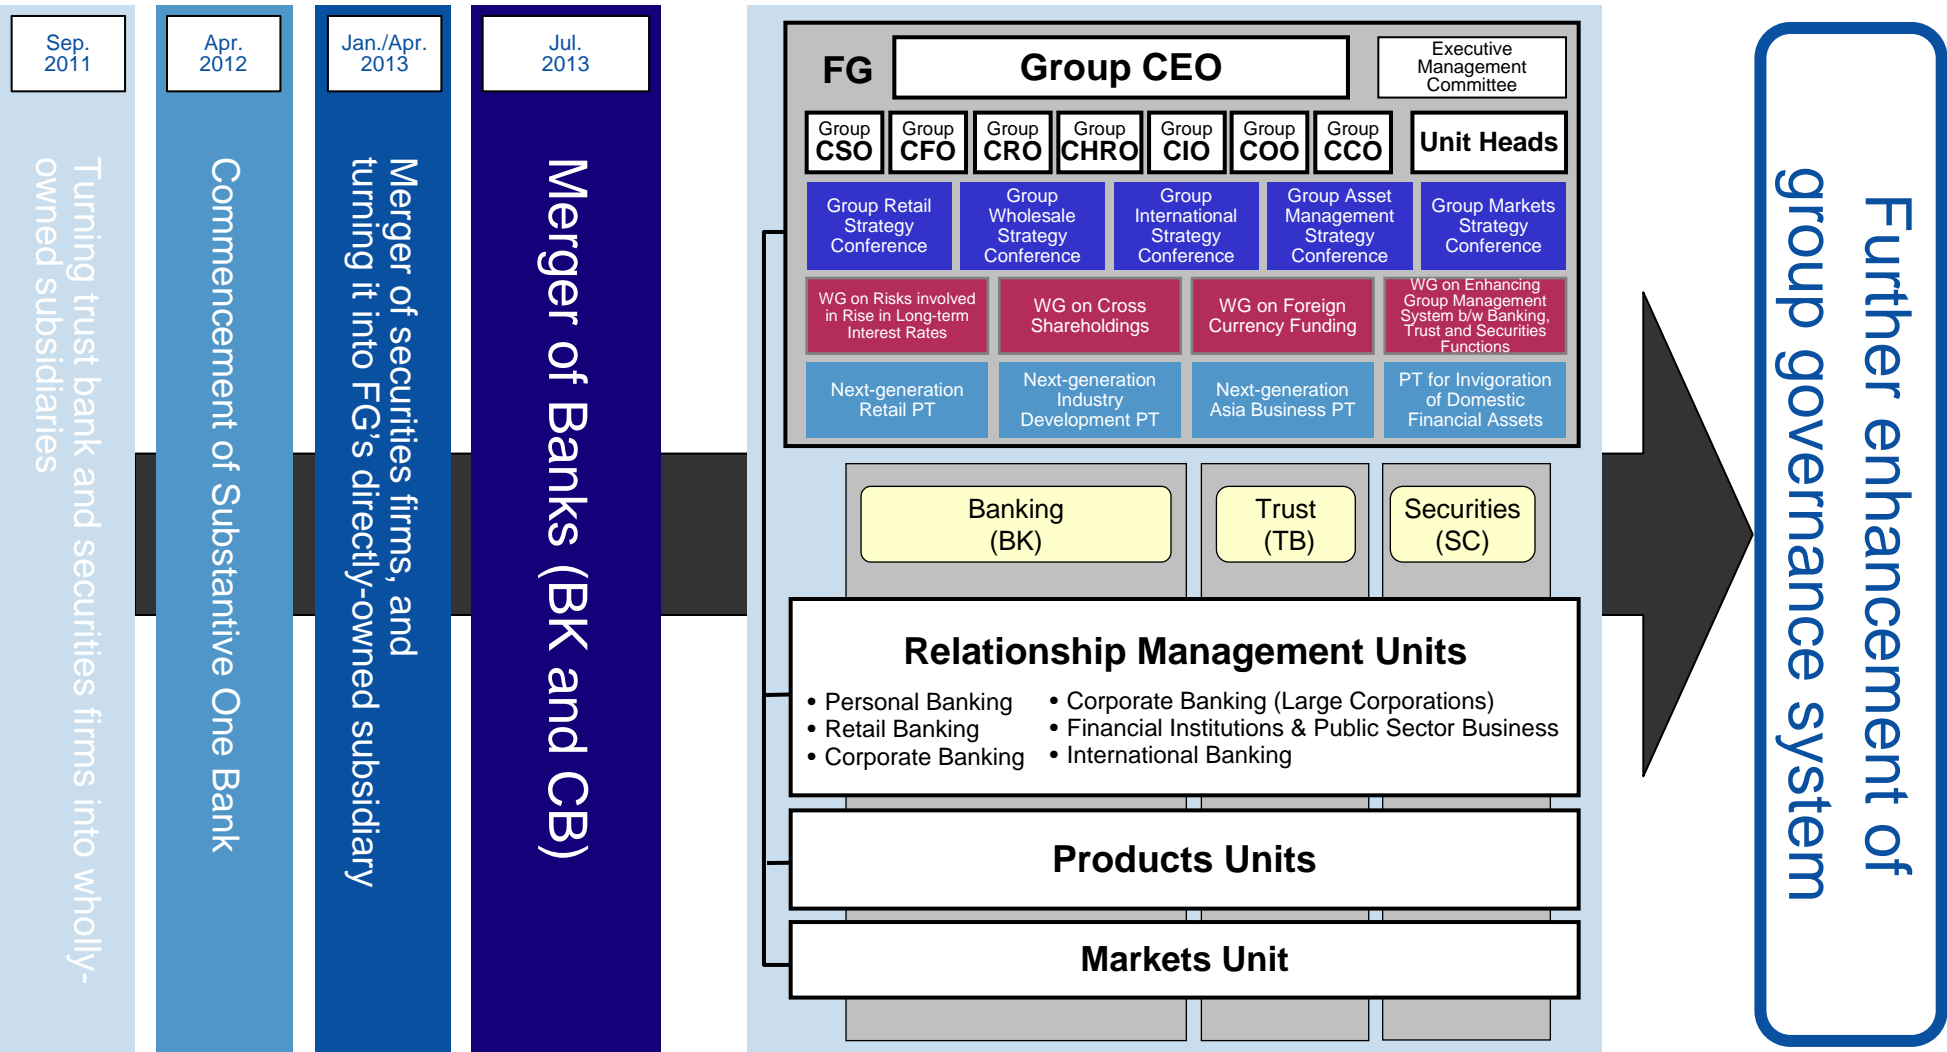 Sep.
2011
Turning trust bank and securities firms into wholly-
owned subsidiaries
Apr.
2012
Commencement of Substantive One Bank
Jan./Apr.
2013
Merger of securities firms, and
turning it into FG's directly-owned subsidiary
Jul.
2013
Merger of Banks (BK and CB)
FG
Group CEO
Executive
Management
Committee
Group
CSO
Group
CFO
Group
CRO
Group
CHRO
Group
CIO
Group
COO
Group
CCO
Unit Heads
Group Retail
Strategy
Conference
Group
Wholesale
Strategy
Conference
Group
International
Strategy
Conference
Group Asset
Management
Strategy
Conference
Group Markets
Strategy
Conference
WG on Risks involved
in Rise in Long-term
Interest Rates
WG on Cross
Shareholdings
WG on Foreign
Currency Funding
WG on Enhancing
Group Management
System b/w Banking,
Trust and Securities
Functions
Next-generation
Retail PT
Next-generation
Industry
Development PT
Next-generation
Asia Business PT
PT for Invigoration
of Domestic
Financial Assets
Banking
(BK)
Trust
(TB)
Securities
(SC)
Relationship Management Units
• Personal Banking
• Retail Banking
• Corporate Banking
• Corporate Banking (Large Corporations)
• Financial Institutions & Public Sector Business
• International Banking
Products Units
Markets Unit
Further enhancement of
group governance system